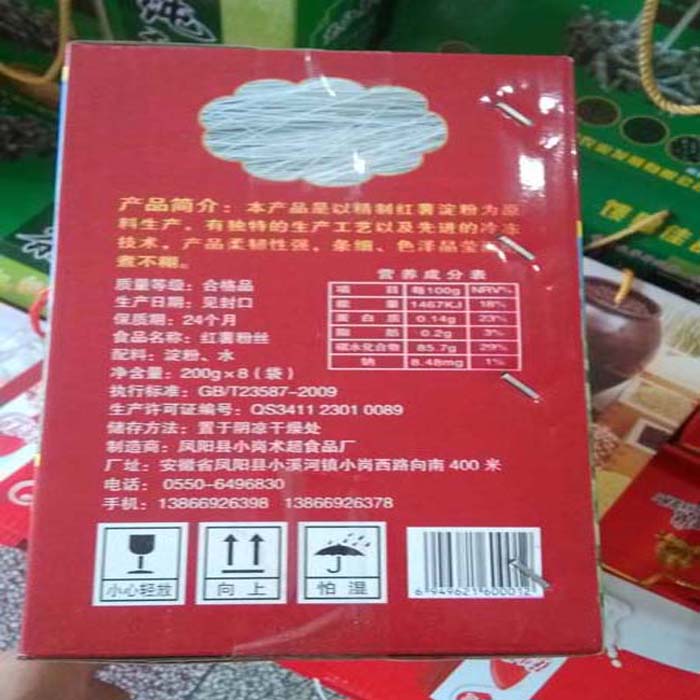 产品简介：本产品是以精制红薯淀粉为原
料生产。有独特的生产工艺以及先进的冷冻
技术。产品柔韧性强、条细、色泽晶莹
煮不糊。
营养成分表
项 目 每100g NRV%
能 量 1467KJ 18%
蛋 白 质 0.14g 23%
脂 肪 0.2g 3%
碳水化合物 85.7g 29%
钠 8.48mg 1%
质量等级：合格品
生产日期：见封口
保质期：24个月
食品名称：红薯粉丝
配料：淀粉、水
净含量：200g×8（袋）
执行标准：GB/T23587-2009
生产许可证编号：QS3411 2301 0089
储存方法：置于阴凉干燥处
制造商：凤阳县小岗术超食品厂
厂址：安徽省凤阳县小溪河镇小岗西路向南 400 米
电话： 0550-6496830
手机：13866926398 13866926378
小心轻放 向 上 怕 湿
6 949621 600012